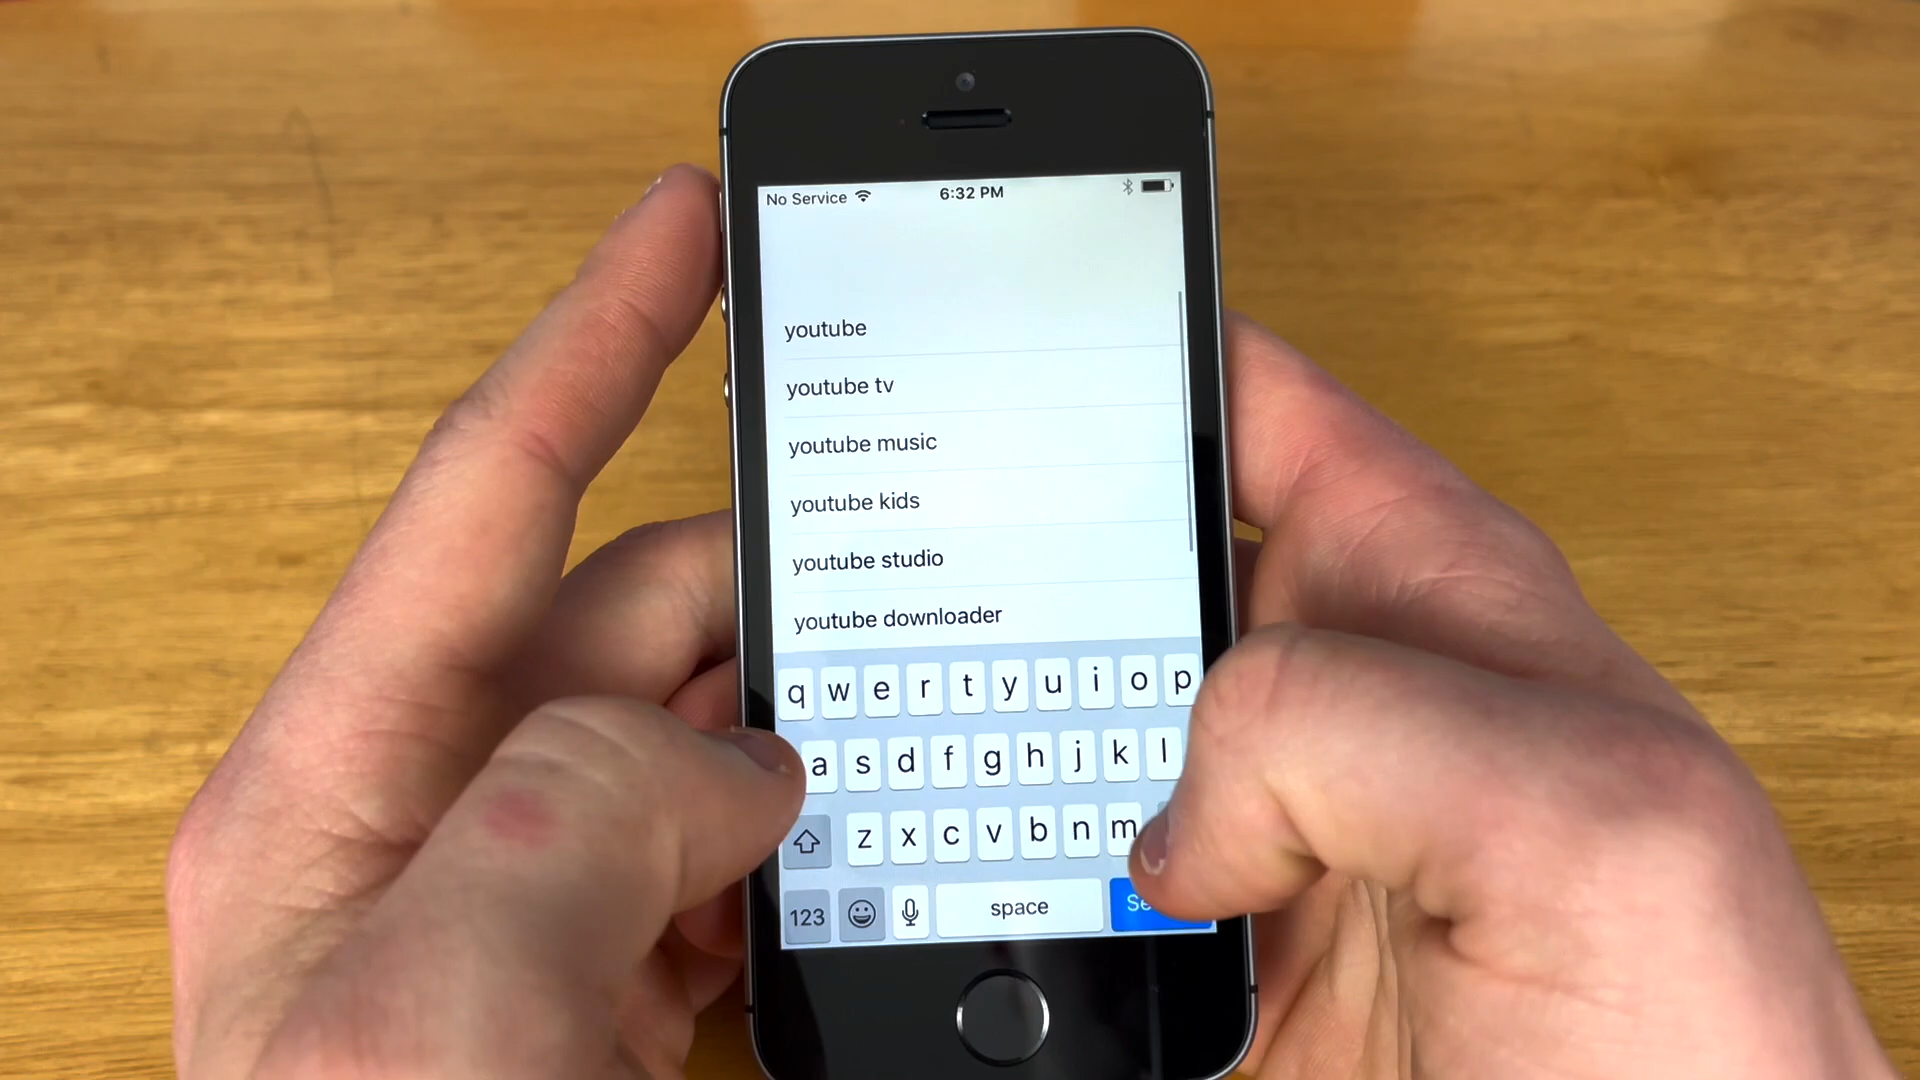 No Service 6:32 PM
youtube
youtube tv
youtube music
youtube kids
youtube studio
youtube downloader
q w e r t y u i o p
a s d f g h j k l
z x c v b n m
123 space